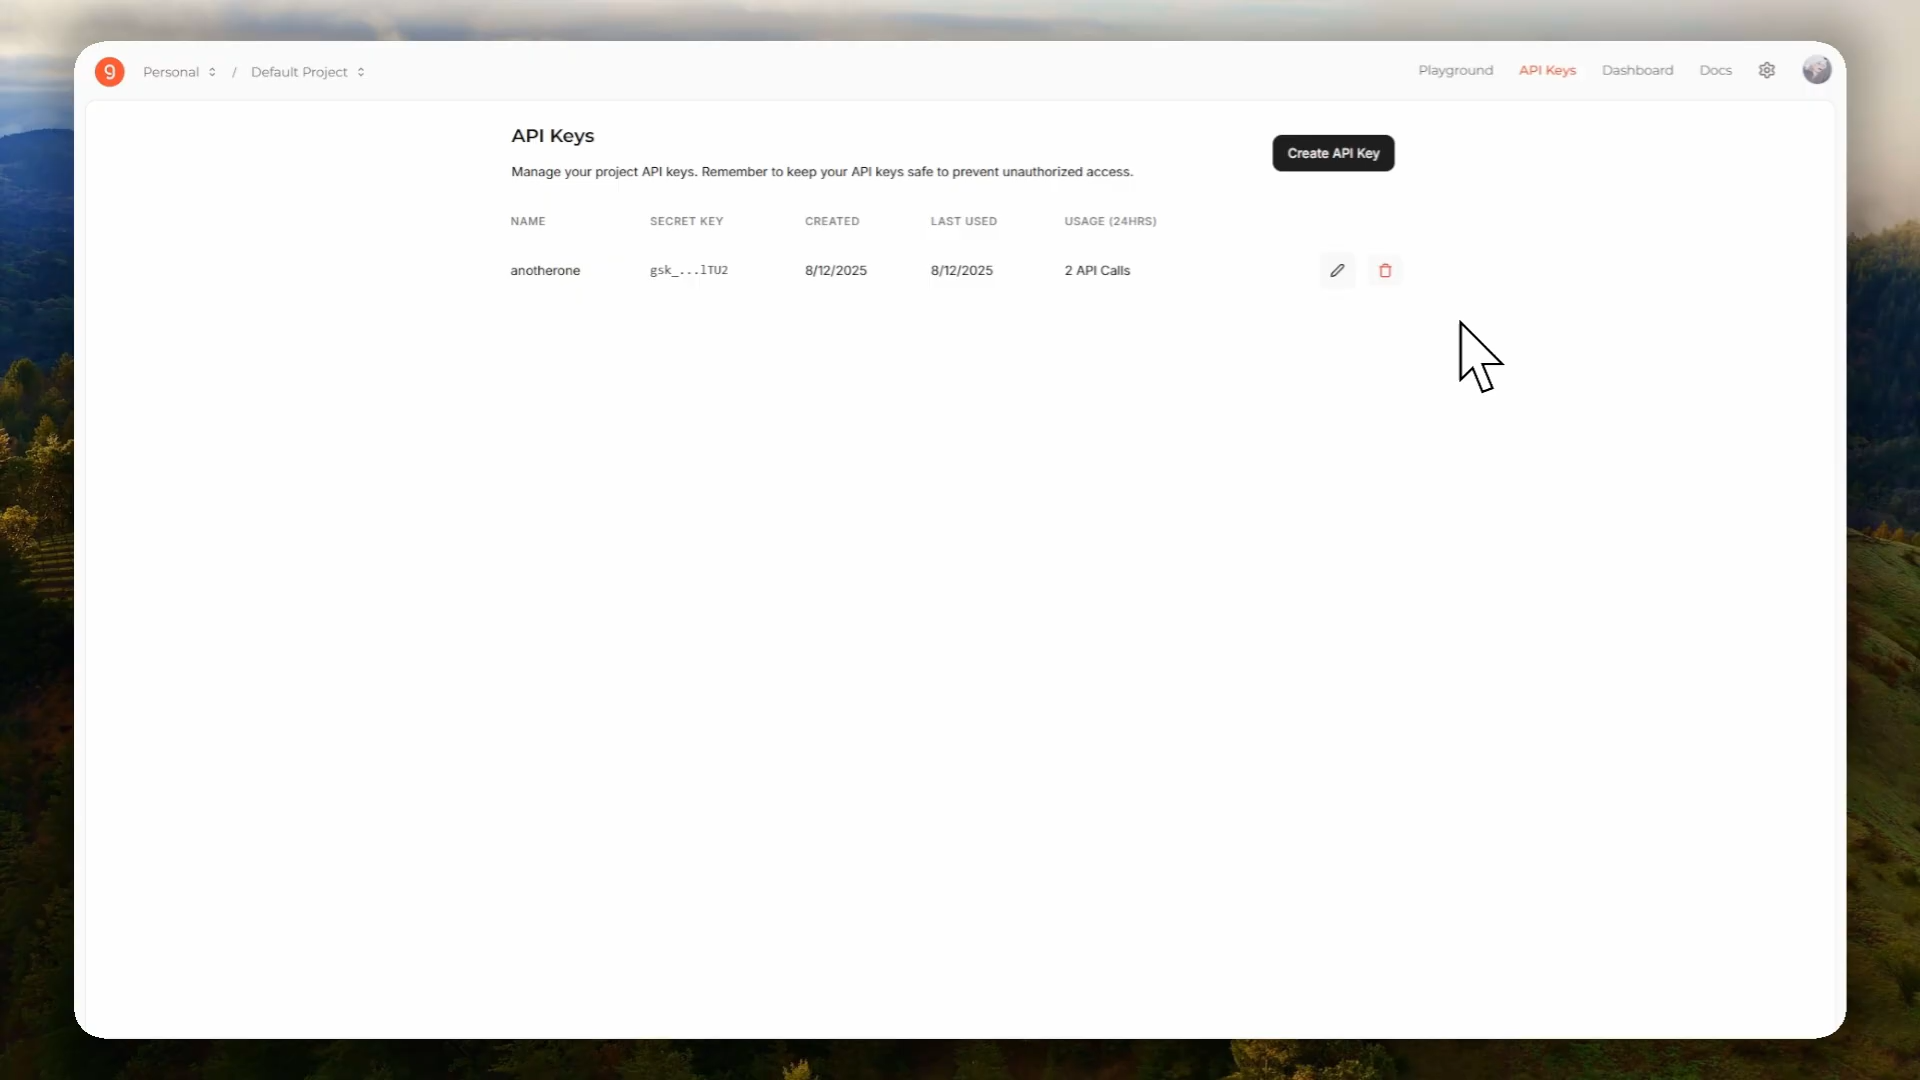 g Personal / Default Project Playground API Keys Dashboard Docs
API Keys
Create API Key
Manage your project API keys. Remember to keep your API keys safe to prevent unauthorized access.
NAME SECRET KEY CREATED LAST USED USAGE (24HRS)
anotherone gsk_...lTU2 8/12/2025 8/12/2025 2 API Calls